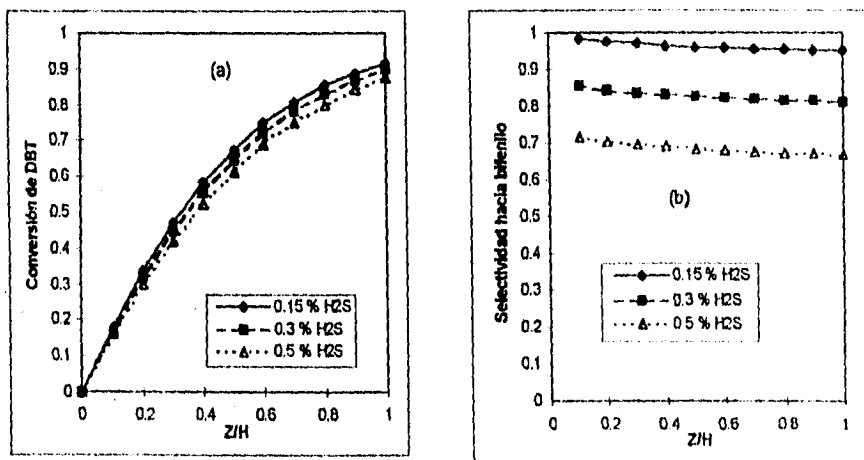 (a)
Conversión de DBT
1
0.9
0.8
0.7
0.6
0.5
0.4
0.3
0.2
0.1
0
0.15 % H2S
0.3 % H2S
0.5 % H2S
0 0.2 0.4 0.6 0.8 1
Z/H
(b)
Selectividad hacia bifenilo
1
0.9
0.8
0.7
0.6
0.5
0.4
0.3
0.2
0.1
0
0.15 % H2S
0.3 % H2S
0.5 % H2S
0 0.2 0.4 0.6 0.8 1
Z/H